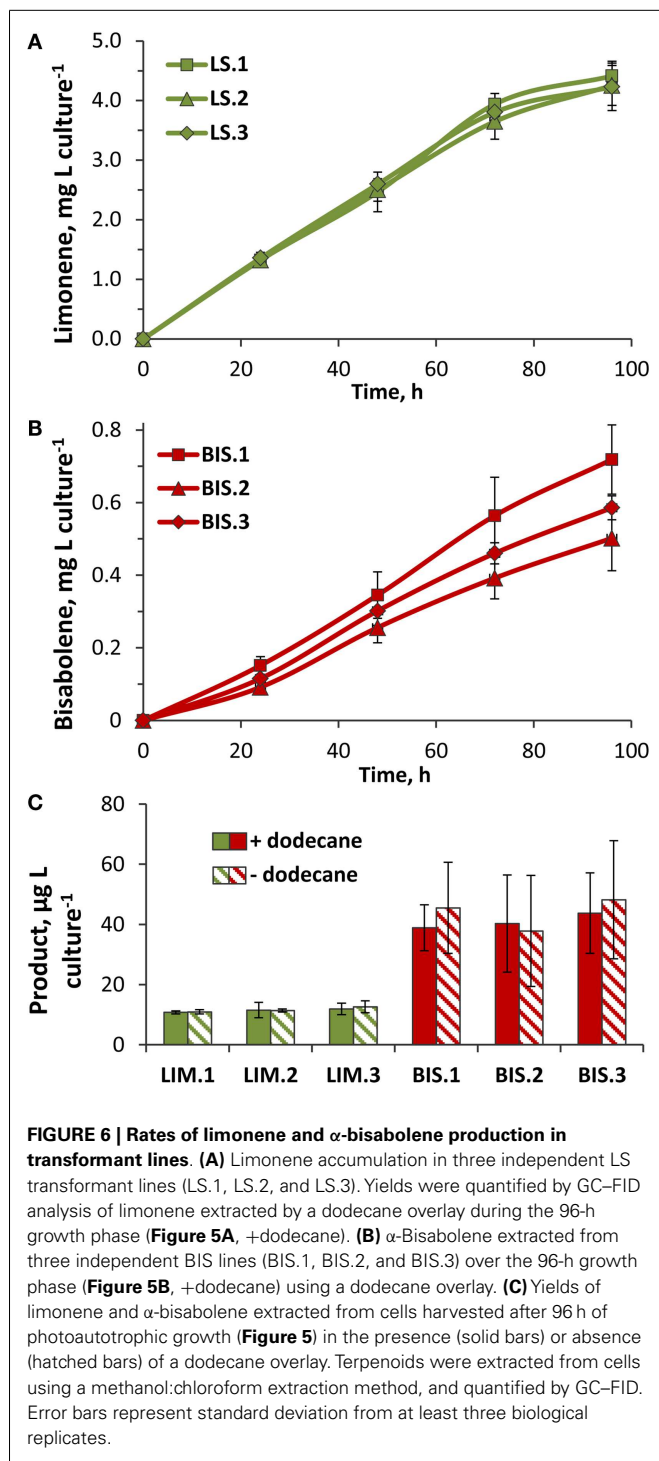 A
Limonene, mg L culture⁻¹
5.0
4.0
3.0
2.0
1.0
0.0
LS.1
LS.2
LS.3
0 20 40 60 80 100
Time, h
B
Bisabolene, mg L culture⁻¹
0.8
0.6
0.4
0.2
0
BIS.1
BIS.2
BIS.3
0 20 40 60 80 100
Time, h
C
Product, µg L
culture⁻¹
80
60
40
20
0
+ dodecane
- dodecane
LIM.1 LIM.2 LIM.3 BIS.1 BIS.2 BIS.3
FIGURE 6 | Rates of limonene and α-bisabolene production in
transformant lines. (A) Limonene accumulation in three independent LS
transformant lines (LS.1, LS.2, and LS.3). Yields were quantified by GC–FID
analysis of limonene extracted by a dodecane overlay during the 96-h
growth phase (Figure 5A, +dodecane). (B) α-Bisabolene extracted from
three independent BIS lines (BIS.1, BIS.2, and BIS.3) over the 96-h growth
phase (Figure 5B, +dodecane) using a dodecane overlay. (C) Yields of
limonene and α-bisabolene extracted from cells harvested after 96 h of
photoautotrophic growth (Figure 5) in the presence (solid bars) or absence
(hatched bars) of a dodecane overlay. Terpenoids were extracted from cells
using a methanol:chloroform extraction method, and quantified by GC–FID.
Error bars represent standard deviation from at least three biological
replicates.